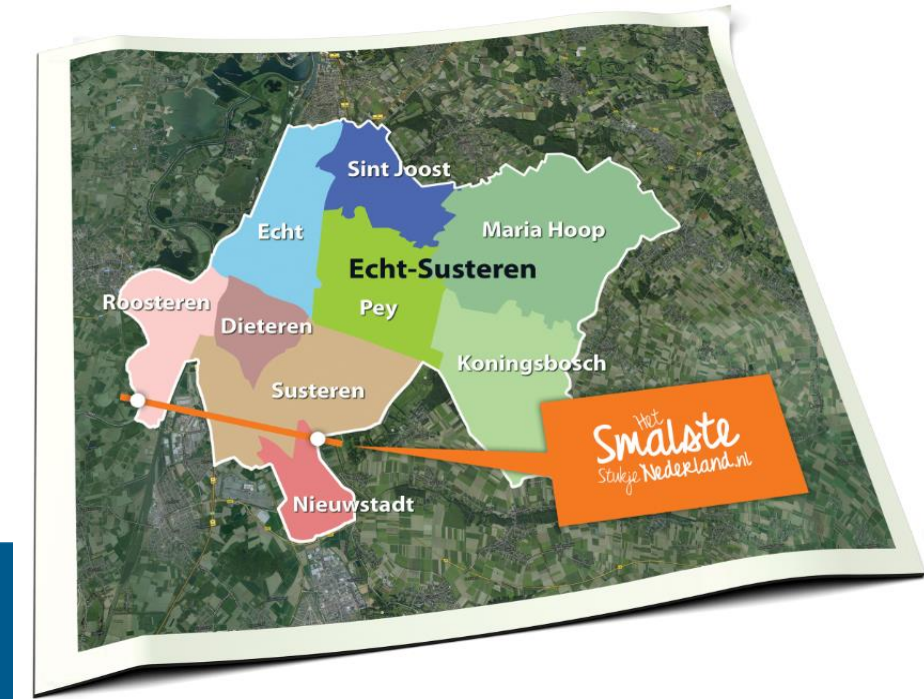 Sint Joost
Echt
Maria Hoop
Echt-Susteren
Roosteren
Pey
Dieteren
Koningsbosch
Susteren
Het
Smalste
Stukje Nederland.nl
Nieuwstadt